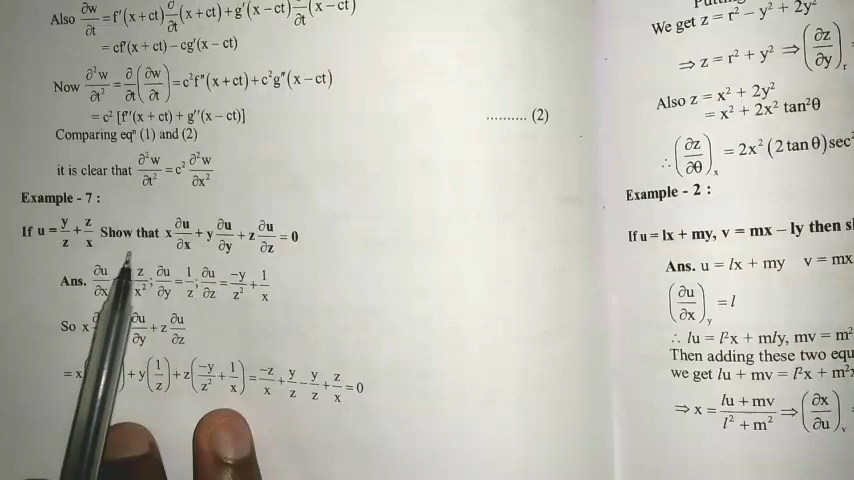 Also ∂w/∂t = f′(x+ct) ∂/∂t (x+ct) + g′(x−ct) ∂/∂t (x−ct)
= cf′(x+ct) − cg′(x−ct)
Now ∂²w/∂t² = ∂/∂t (∂w/∂t) = c²f″(x+ct) + c²g″(x−ct)
= c² [f″(x+ct) + g″(x−ct)] .......... (2)
Comparing eqⁿ (1) and (2)
it is clear that ∂²w/∂t² = c² ∂²w/∂x²
Example - 7 :
If u = y/z + z/x Show that x ∂u/∂x + y ∂u/∂y + z ∂u/∂z = 0
Ans. ∂u/∂x z/x² ; ∂u/∂y = 1/z ; ∂u/∂z = −y/z² + 1/x
So x ∂u/∂y + z ∂u/∂z
= x + y(1/z) + z(−y/z² + 1/x) = −z/x + y/z − y/z + z/x = 0
We get z = r² − y² + 2y²
⇒ z = r² + y² ⇒ (∂z/∂y)r
Also z = x² + 2y²
= x² + 2x² tan²θ
∴ (∂z/∂θ)x = 2x² (2 tan θ) sec²
Example - 2 :
If u = lx + my, v = mx − ly then
Ans. u = lx + my v = mx
(∂u/∂x)y = l
∴ lu = l²x + mly, mv = m²
Then adding these two
we get lu + mv = l²x + m²x
⇒ x = (lu + mv)/(l² + m²) ⇒ (∂x/∂u)v